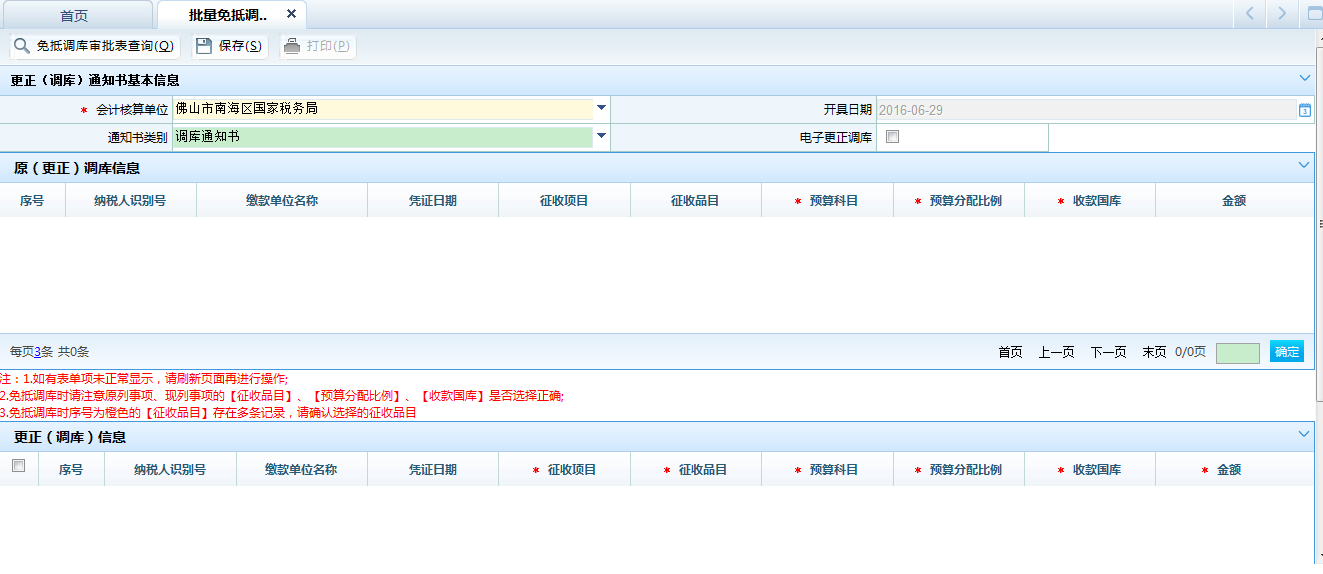 首页 批量免抵调..
免抵调库审批表查询(Q) 保存(S) 打印(P)
更正（调库）通知书基本信息
* 会计核算单位 佛山市南海区国家税务局 开具日期 2016-06-29
通知书类别 调库通知书 电子更正调库
原（更正）调库信息
序号 纳税人识别号 缴款单位名称 凭证日期 征收项目 征收品目 * 预算科目 * 预算分配比例 * 收款国库 金额
每页3条 共0条 首页 上一页 下一页 末页 0/0页 确定
注：1.如有表单项未正常显示，请刷新页面再进行操作;
2.免抵调库时请注意原列事项、现列事项的【征收品目】、【预算分配比例】、【收款国库】是否选择正确;
3.免抵调库时序号为橙色的【征收品目】存在多条记录，请确认选择的征收品目
更正（调库）信息
序号 纳税人识别号 缴款单位名称 凭证日期 * 征收项目 * 征收品目 * 预算科目 * 预算分配比例 * 收款国库 * 金额